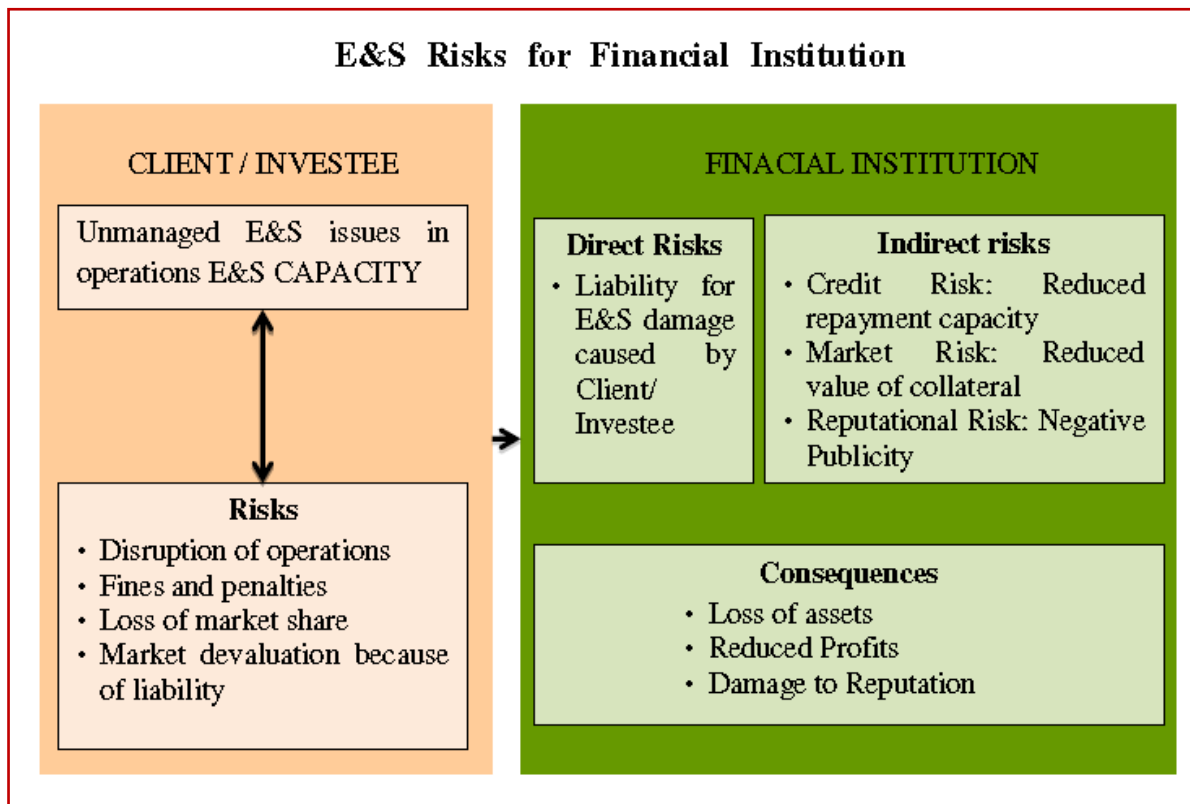 E&S Risks for Financial Institution
CLIENT / INVESTEE
Unmanaged E&S issues in
operations E&S CAPACITY
Risks
• Disruption of operations
• Fines and penalties
• Loss of market share
• Market devaluation because
of liability
FINACIAL INSTITUTION
Direct Risks
• Liability for
E&S damage
caused by
Client/
Investee
Indirect risks
• Credit Risk: Reduced
repayment capacity
• Market Risk: Reduced
value of collateral
• Reputational Risk: Negative
Publicity
Consequences
• Loss of assets
• Reduced Profits
• Damage to Reputation